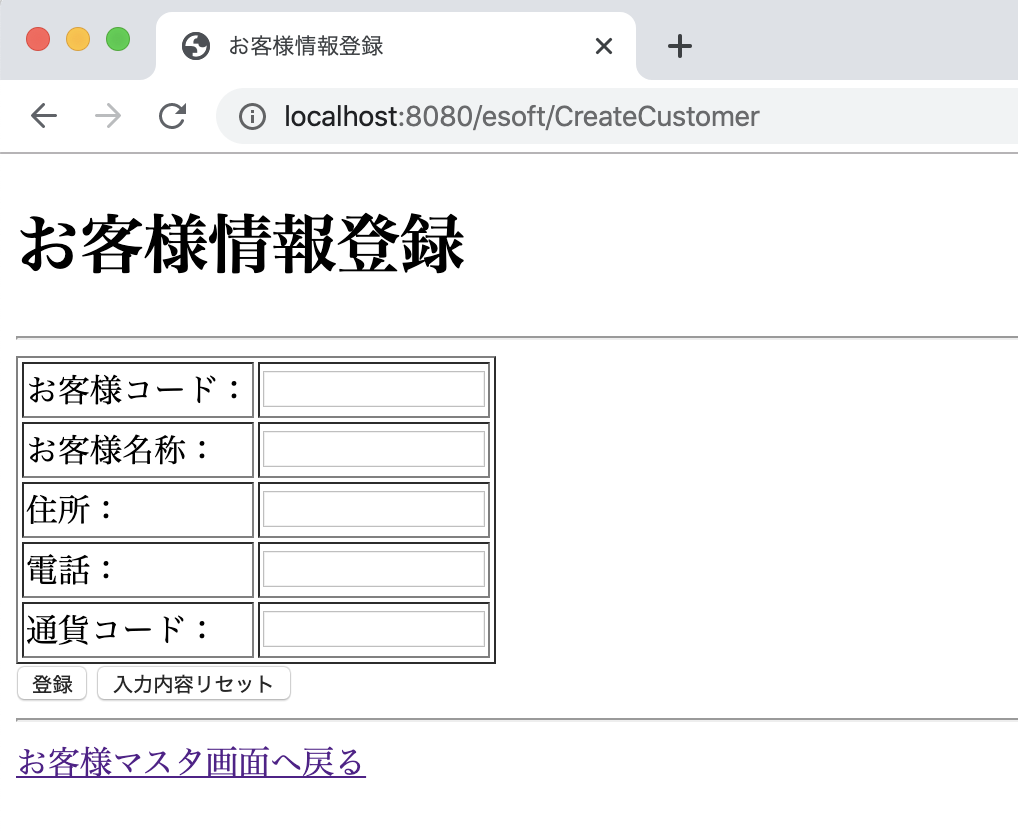 お客様情報登録
localhost:8080/esoft/CreateCustomer
お客様情報登録
お客様コード：
お客様名称：
住所：
電話：
通貨コード：
登録 入力内容リセット
お客様マスタ画面へ戻る